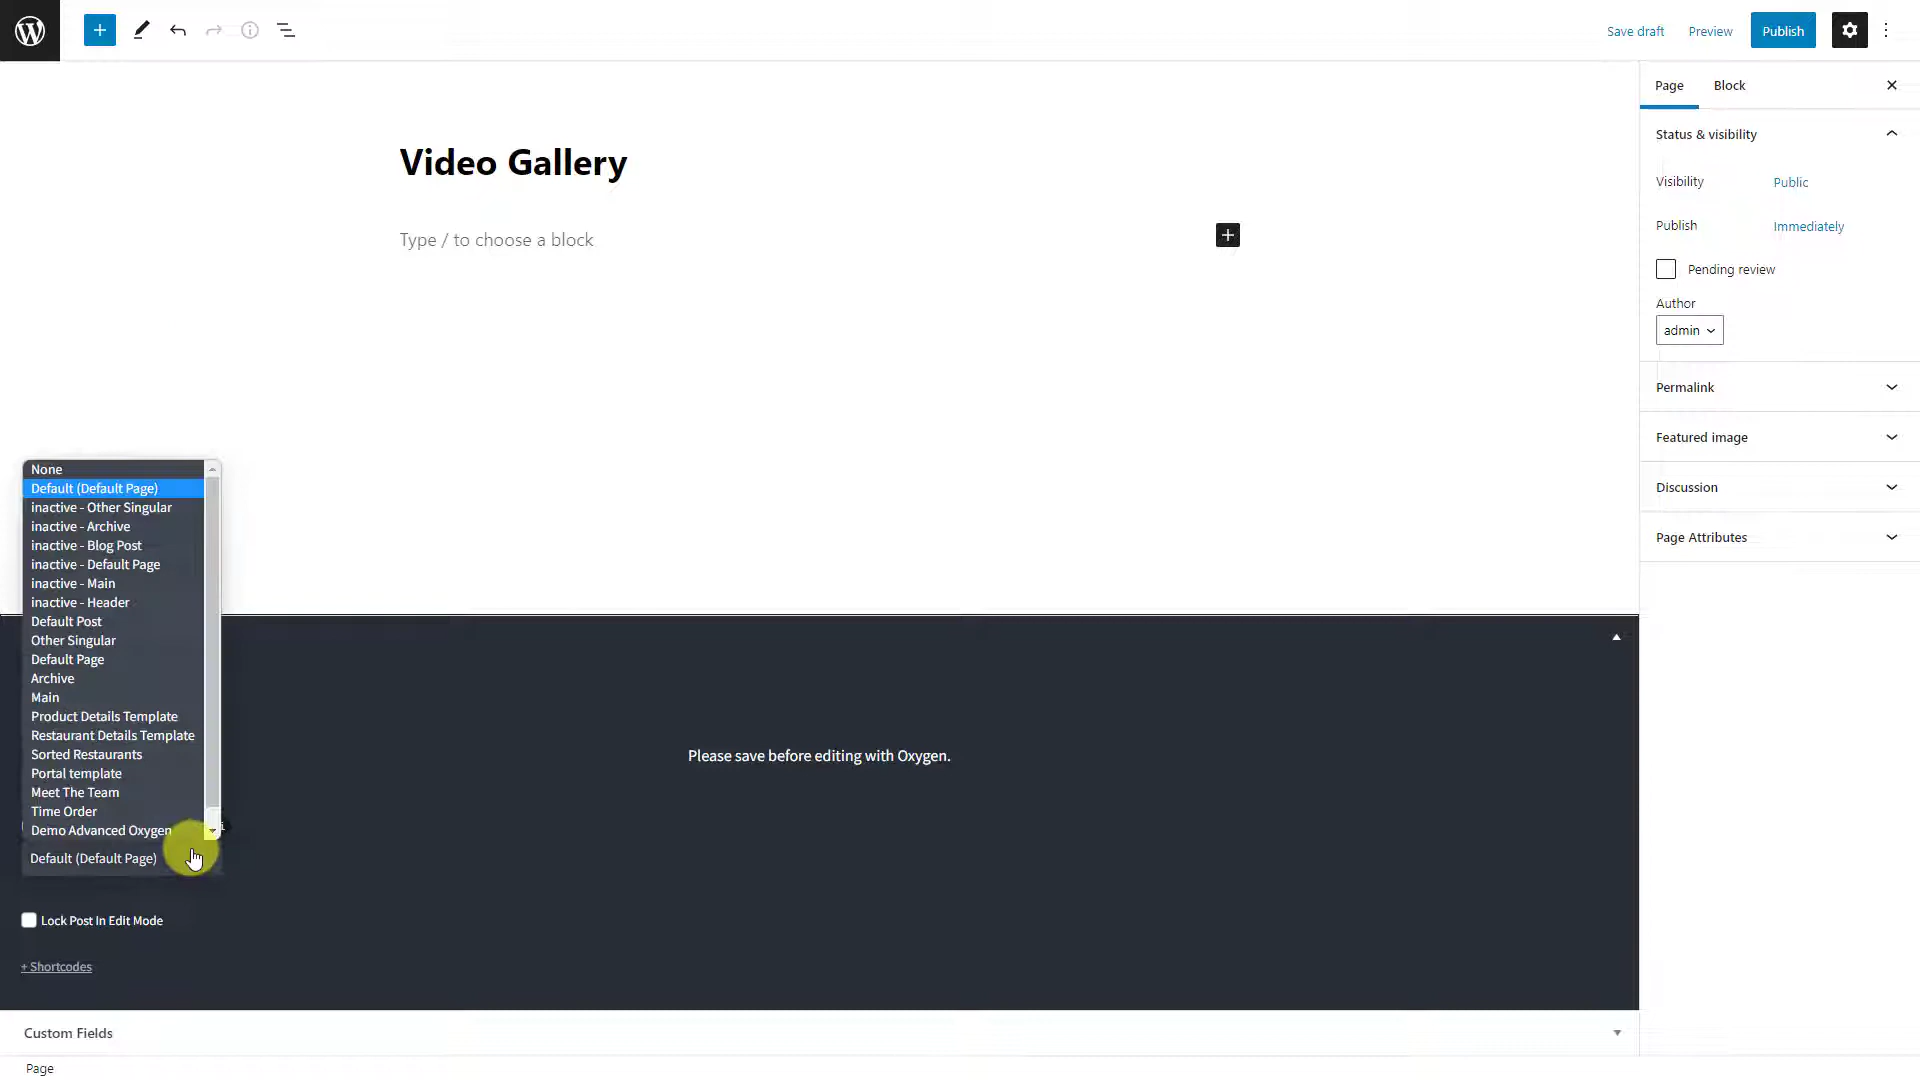 Save draft
Preview
Publish
Page
Block
Status & visibility
Visibility
Public
Publish
Immediately
Pending review
Author
admin
Permalink
Featured image
Discussion
Page Attributes
Video Gallery
Type / to choose a block
None
Default (Default Page)
inactive - Other Singular
inactive - Archive
inactive - Blog Post
inactive - Default Page
inactive - Main
inactive - Header
Default Post
Other Singular
Default Page
Archive
Main
Product Details Template
Restaurant Details Template
Sorted Restaurants
Portal template
Meet The Team
Time Order
Demo Advanced Oxygen
Default (Default Page)
Please save before editing with Oxygen.
Lock Post In Edit Mode
+ Shortcodes
Custom Fields
Page